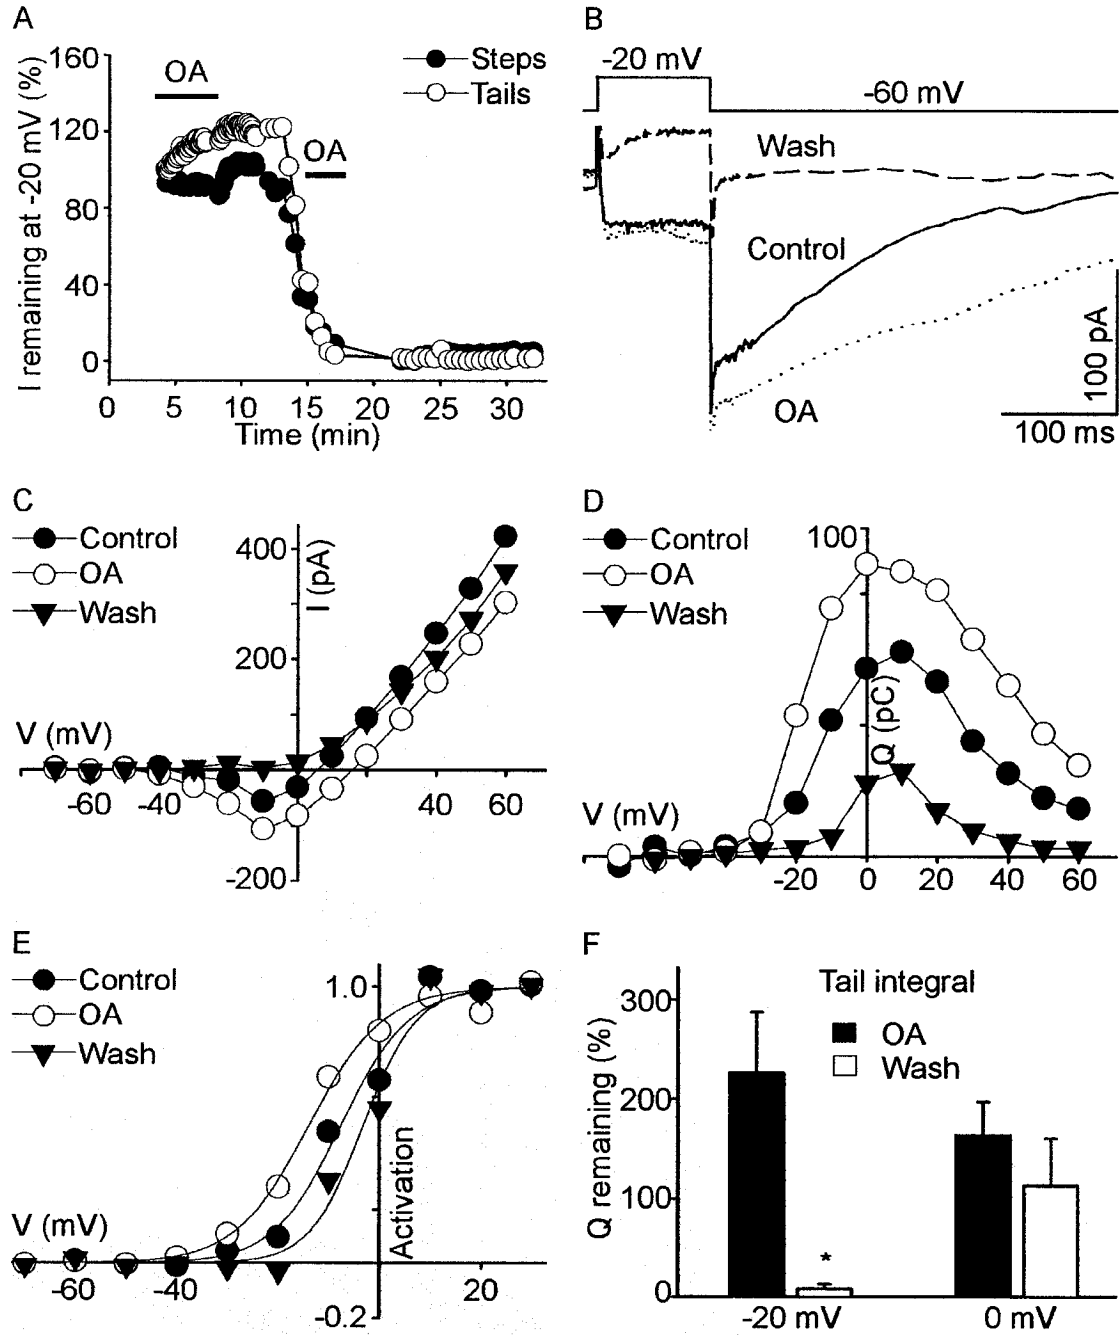 A
160
120
80
40
0
I remaining at -20 mV (%)
OA
OA
Steps
Tails
0 5 10 15 20 25 30
Time (min)
B
-20 mV
-60 mV
Wash
Control
OA
100 pA
100 ms
C
Control
OA
Wash
400
200
-200
I (pA)
V (mV)
-60 -40 40 60
D
Control
OA
Wash
100
Q (pC)
V (mV)
-20 0 20 40 60
E
Control
OA
Wash
1.0
-0.2
Activation
V (mV)
-60 -40 20
F
Tail integral
OA
Wash
300
200
100
0
Q remaining (%)
*
-20 mV 0 mV